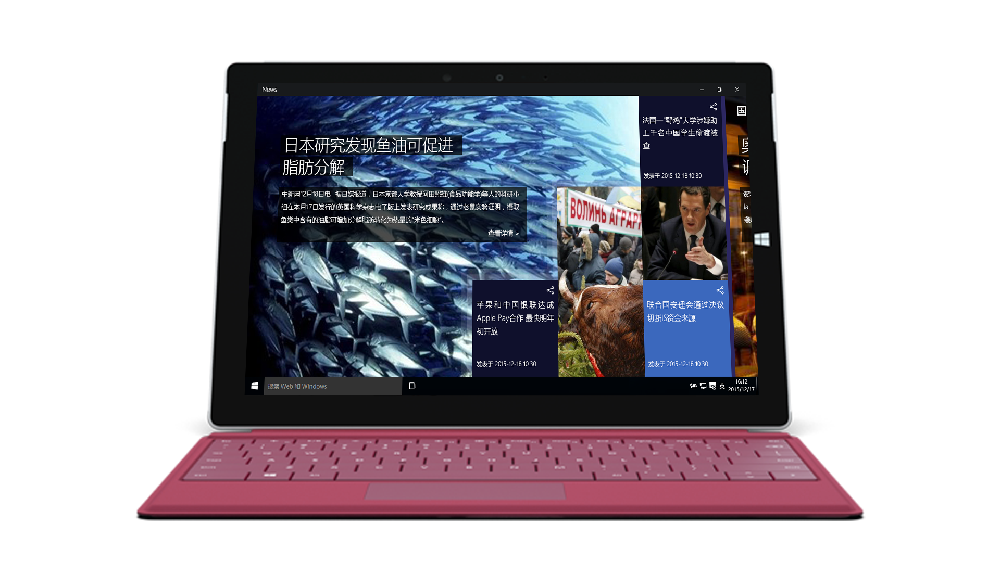 News
国
法国一"野鸡"大学涉嫌助
上千名中国学生偷渡被
查
发表于 2015-12-18 10:30
日本研究发现鱼油可促进
脂肪分解
中新网12月18日电 据日媒报道，日本京都大学教授河田照雄(食品功能学)等人的科研小
组在本月17日发行的英国科学杂志电子版上发表研究成果称，通过老鼠实验证明，摄取
鱼类中含有的油脂可增加分解脂肪转化为热量的"米色细胞"。
查看详情 »
la
ВОЛИНЬ АГРАР
苹果和中国银联达成
Apple Pay合作 最快明年
初开放
发表于 2015-12-18 10:30
联合国安理会通过决议
切断IS资金来源
发表于 2015-12-18 10:30
搜索 Web 和 Windows
英
16:12
2015/12/17